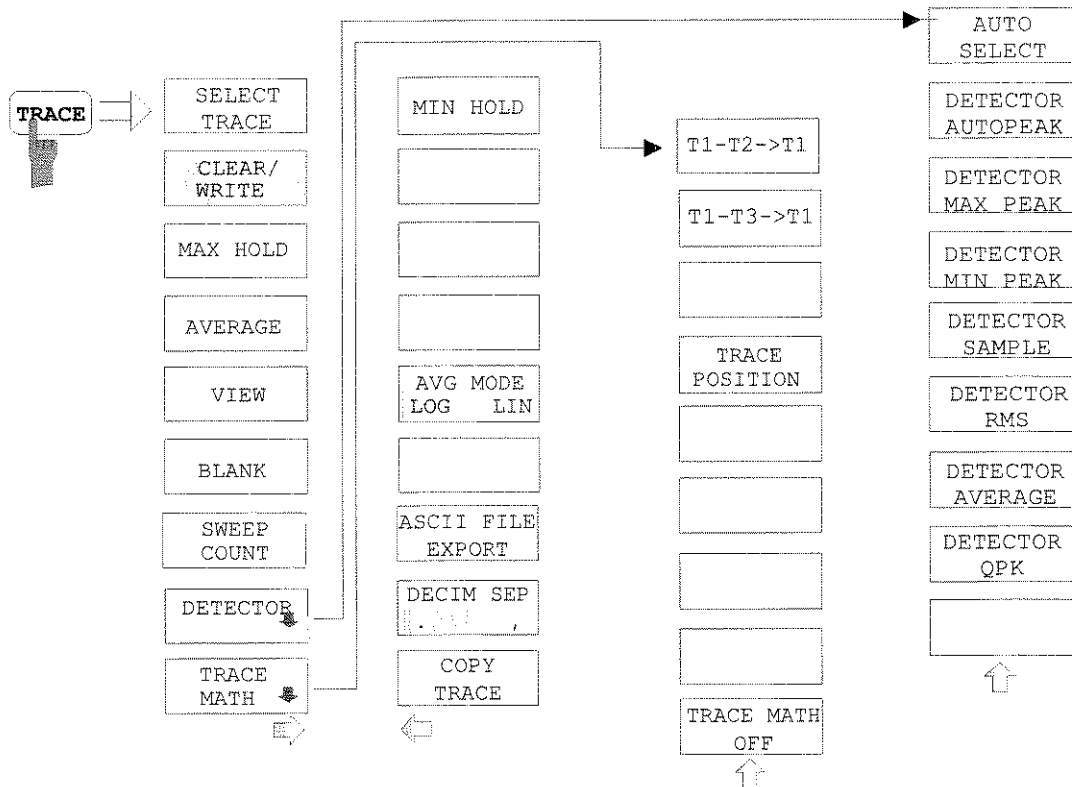 TRACE
SELECT
TRACE
CLEAR/
WRITE
MAX HOLD
AVERAGE
VIEW
BLANK
SWEEP
COUNT
DETECTOR
TRACE
MATH
MIN HOLD
AVG MODE
LOG LIN
ASCII FILE
EXPORT
DECIM SEP
. ,
COPY
TRACE
T1-T2->T1
T1-T3->T1
TRACE
POSITION
TRACE MATH
OFF
AUTO
SELECT
DETECTOR
AUTOPEAK
DETECTOR
MAX PEAK
DETECTOR
MIN PEAK
DETECTOR
SAMPLE
DETECTOR
RMS
DETECTOR
AVERAGE
DETECTOR
QPK